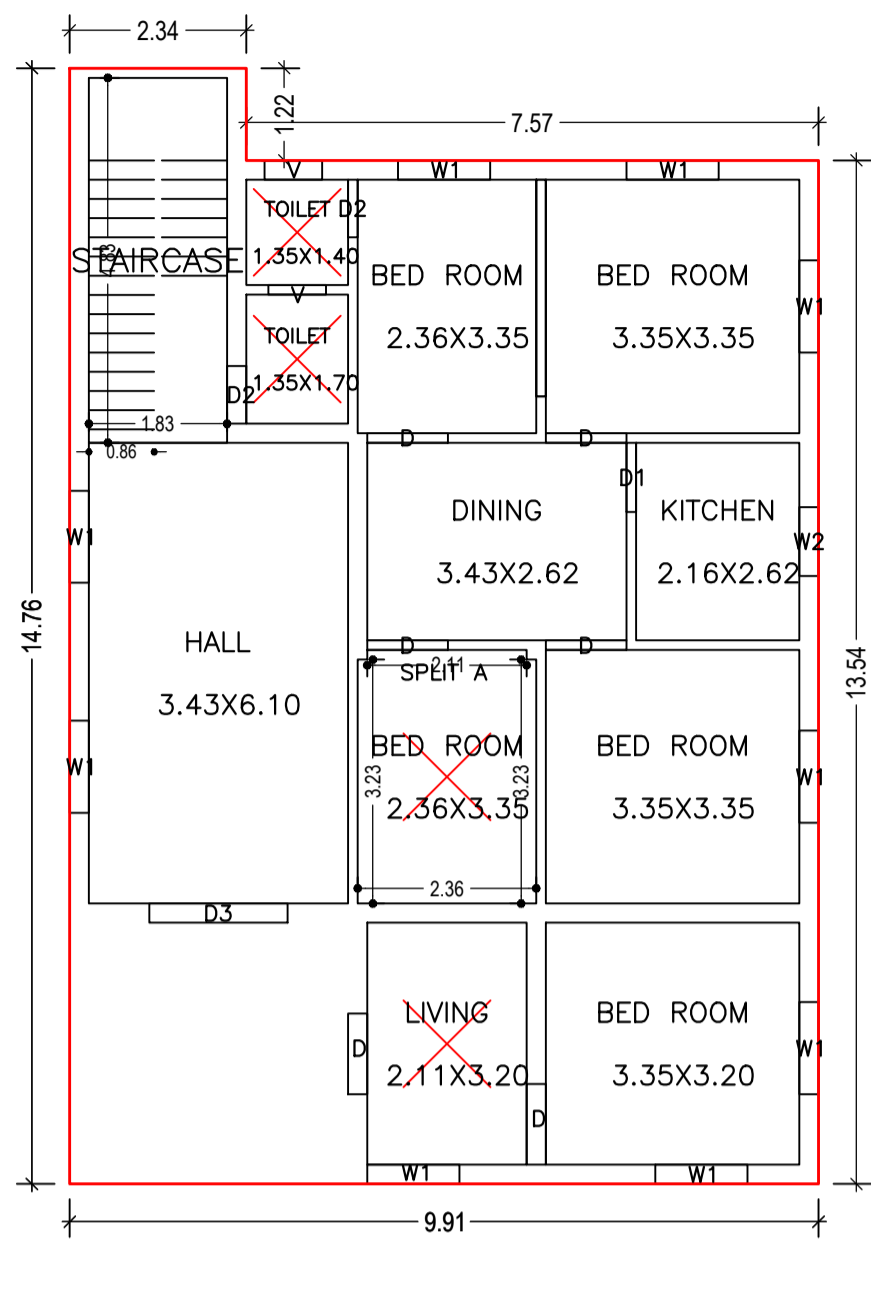 2.34
1.22
7.57
V
W1
W1
TOILET D2
1.35X1.40
STAIRCASE
4.83
BED ROOM
2.36X3.35
BED ROOM
3.35X3.35
W1
V
TOILET
1.35X1.70
D2
1.83
0.86
D
D
D1
DINING
3.43X2.62
KITCHEN
2.16X2.62
W2
W1
14.76
HALL
3.43X6.10
D
D
2.11
SPLIT A
13.54
BED ROOM
2.36X3.35
3.23
3.23
BED ROOM
3.35X3.35
W1
W1
2.36
D3
LIVING
2.11X3.20
BED ROOM
3.35X3.20
D
W1
D
W1
W1
9.91